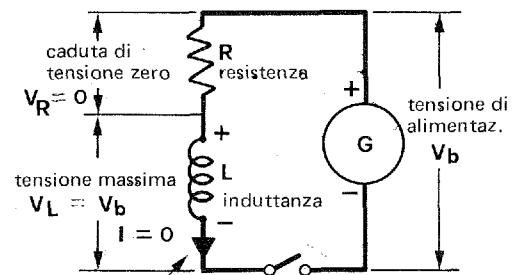 caduta di
tensione zero
V_R = 0
R
resistenza
+
tensione di
alimentaz.
V_b
G
+
L
tensione massima
V_L = V_b
induttanza
−
−
I = 0